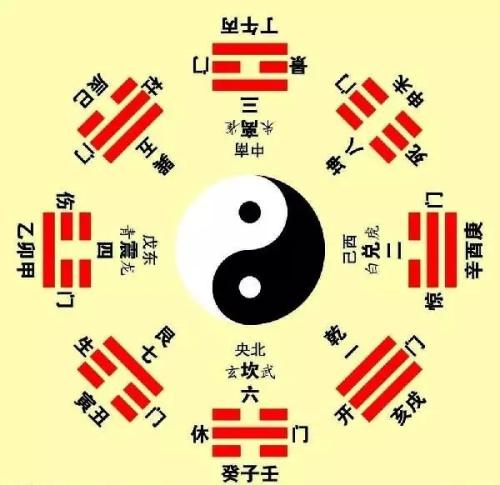 丁午丙
门 景
三
朱离雀
中南
辰巳
杜
门
巽五
申未
门
死
坤八
伤
门
乙卯甲
四
青震龙
戊东
门
惊
辛酉庚
二
白兑虎
己西
艮七
生
门
寅丑
乾一
门
开
亥戌
央北
玄坎武
六
休 门
癸子壬